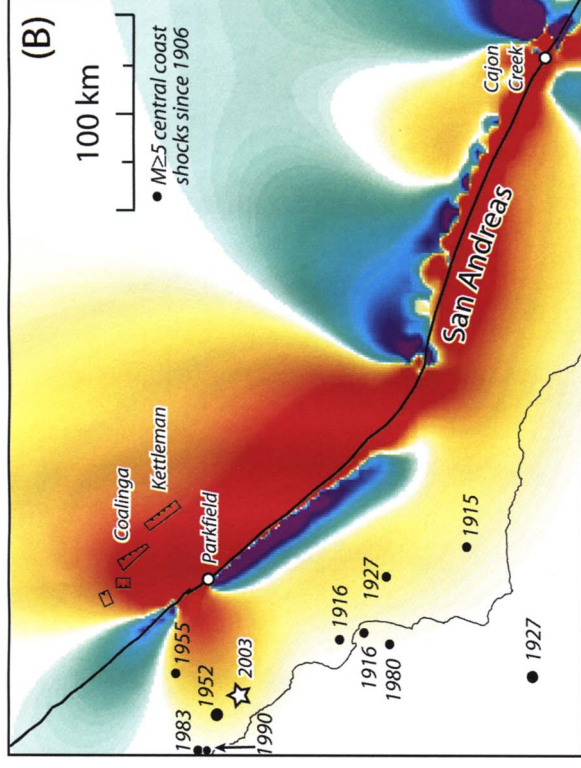 (B)
100 km
● M≥5 central coast
shocks since 1906
Cajon
Creek
San Andreas
Coalinga
Kettleman
Parkfield
1955
1952
2003
1983
1990
1916
1927
1916
1980
1915
1927